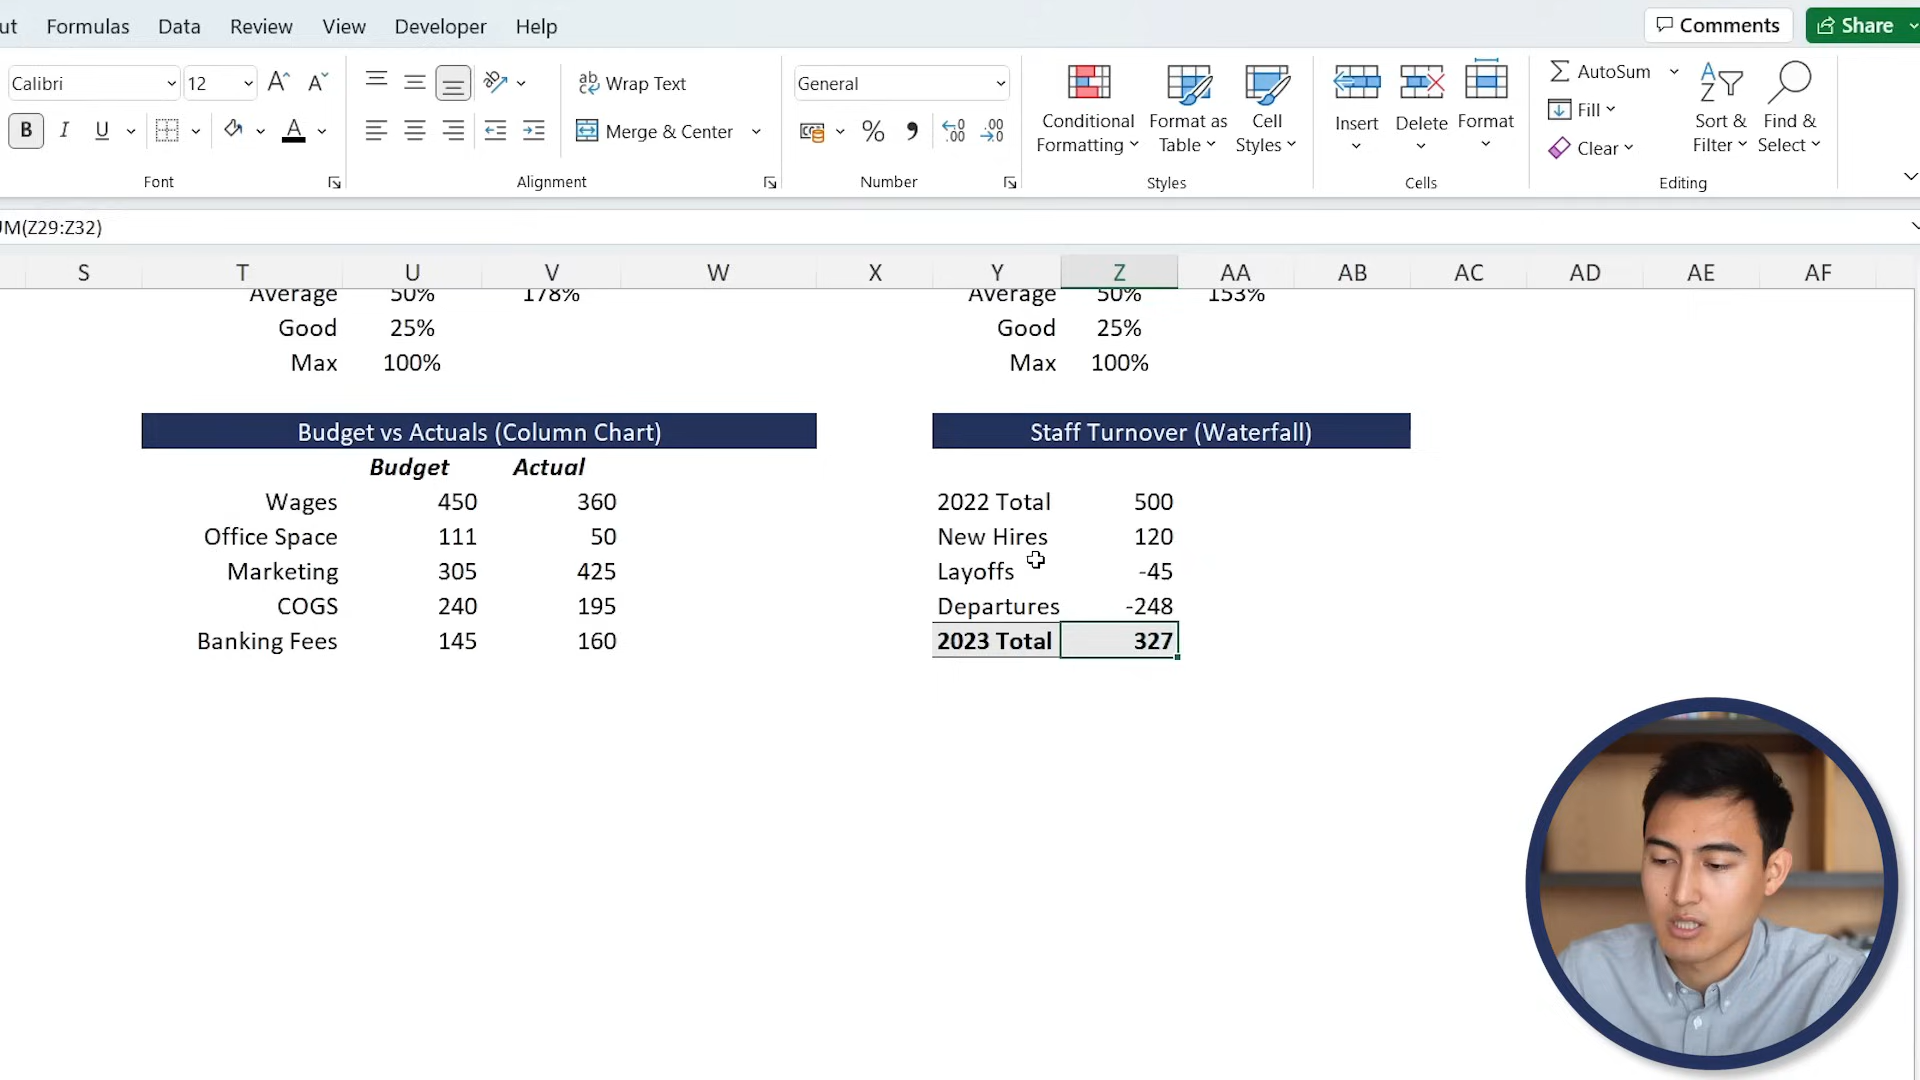 ut Formulas Data Review View Developer Help Comments Share
Calibri 12 Wrap Text General AutoSum
Conditional Formatting Format as Table Cell Styles Insert Delete Format Fill Sort & Filter Find & Select
B I U A Merge & Center % Clear
Font Alignment Number Styles Cells Editing
UM(Z29:Z32)
S T U V W X Y Z AA AB AC AD AE AF
Average 50% 178% Average 50% 153%
Good 25% Good 25%
Max 100% Max 100%
Budget vs Actuals (Column Chart) Staff Turnover (Waterfall)
Budget Actual
Wages 450 360 2022 Total 500
Office Space 111 50 New Hires 120
Marketing 305 425 Layoffs -45
COGS 240 195 Departures -248
Banking Fees 145 160 2023 Total 327